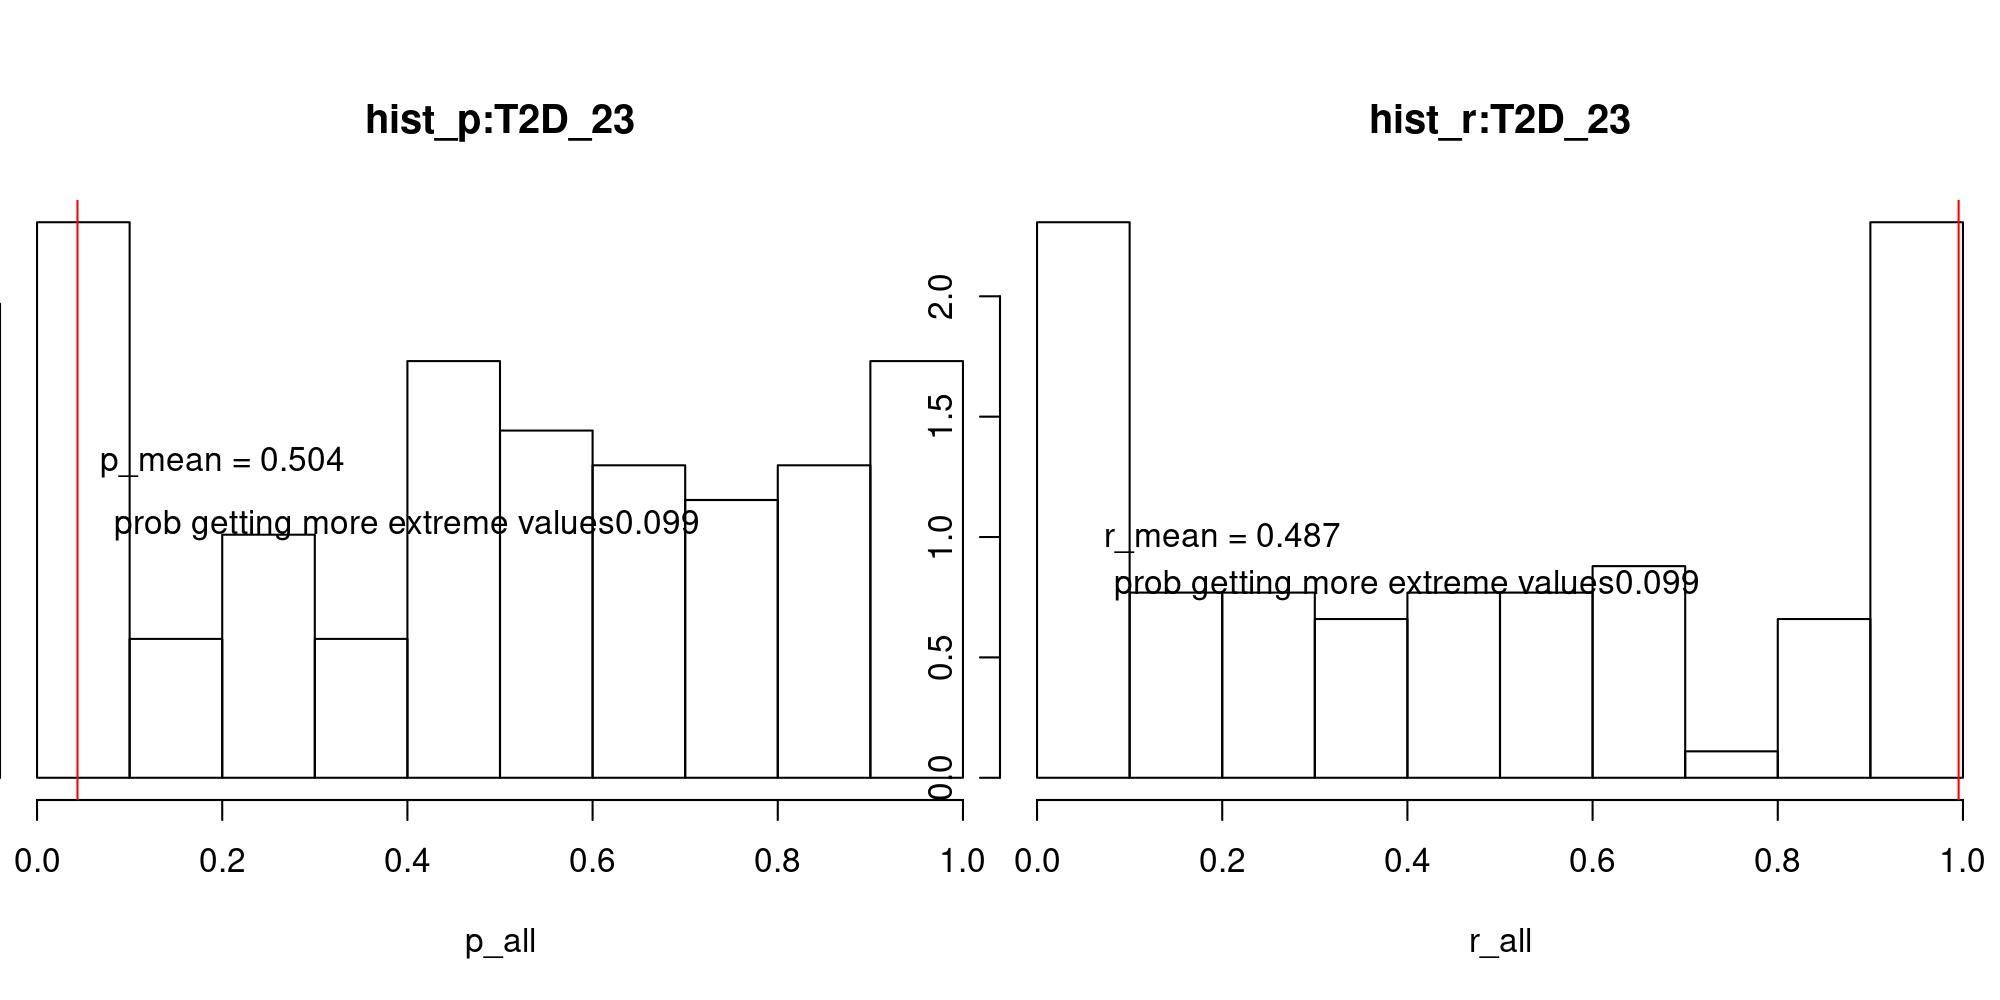 hist_p:T2D_23
p_mean = 0.504
prob getting more extreme values0.099
0.0 0.2 0.4 0.6 0.8 1.0
p_all
hist_r:T2D_23
2.0
1.5
1.0
0.5
0.0
r_mean = 0.487
prob getting more extreme values0.099
0.0 0.2 0.4 0.6 0.8 1.0
r_all